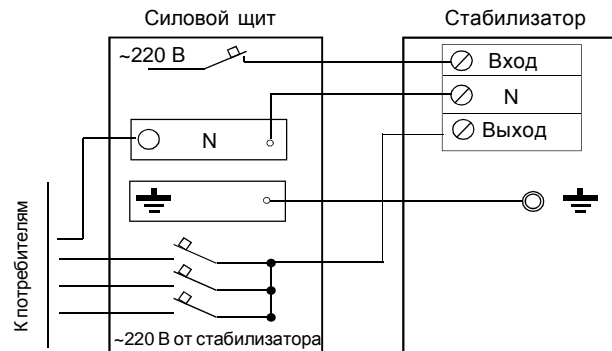 Силовой щит
Стабилизатор
~220 В
Вход
N
N
Выход
К потребителям
~220 В от стабилизатора